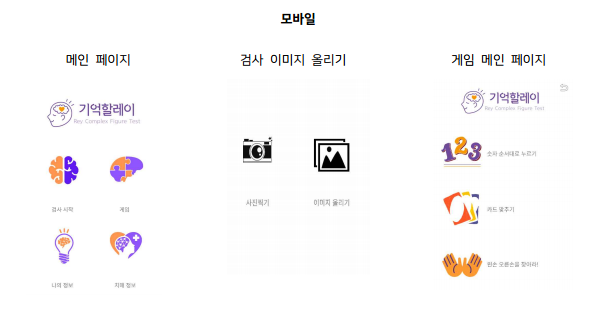 모바일
메인 페이지
검사 이미지 올리기
게임 메인 페이지
기억할레이
Rey Complex Figure Test
검사 시작
게임
나의 정보
치매 정보
사진찍기
이미지 올리기
기억할레이
Rey Complex Figure Test
123
숫자 순서대로 누르기
카드 맞추기
왼손 오른손을 찾아라!